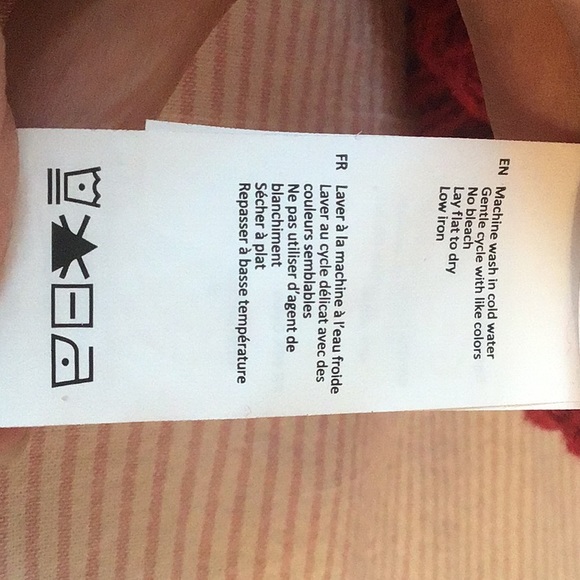 EN Machine wash in cold water
Gentle cycle with like colors
No bleach
Lay flat to dry
Low iron
FR Laver à la machine à l'eau froide
Laver au cycle délicat avec des
couleurs semblables
Ne pas utiliser d'agent de
blanchiment
Sécher à plat
Repasser à basse température